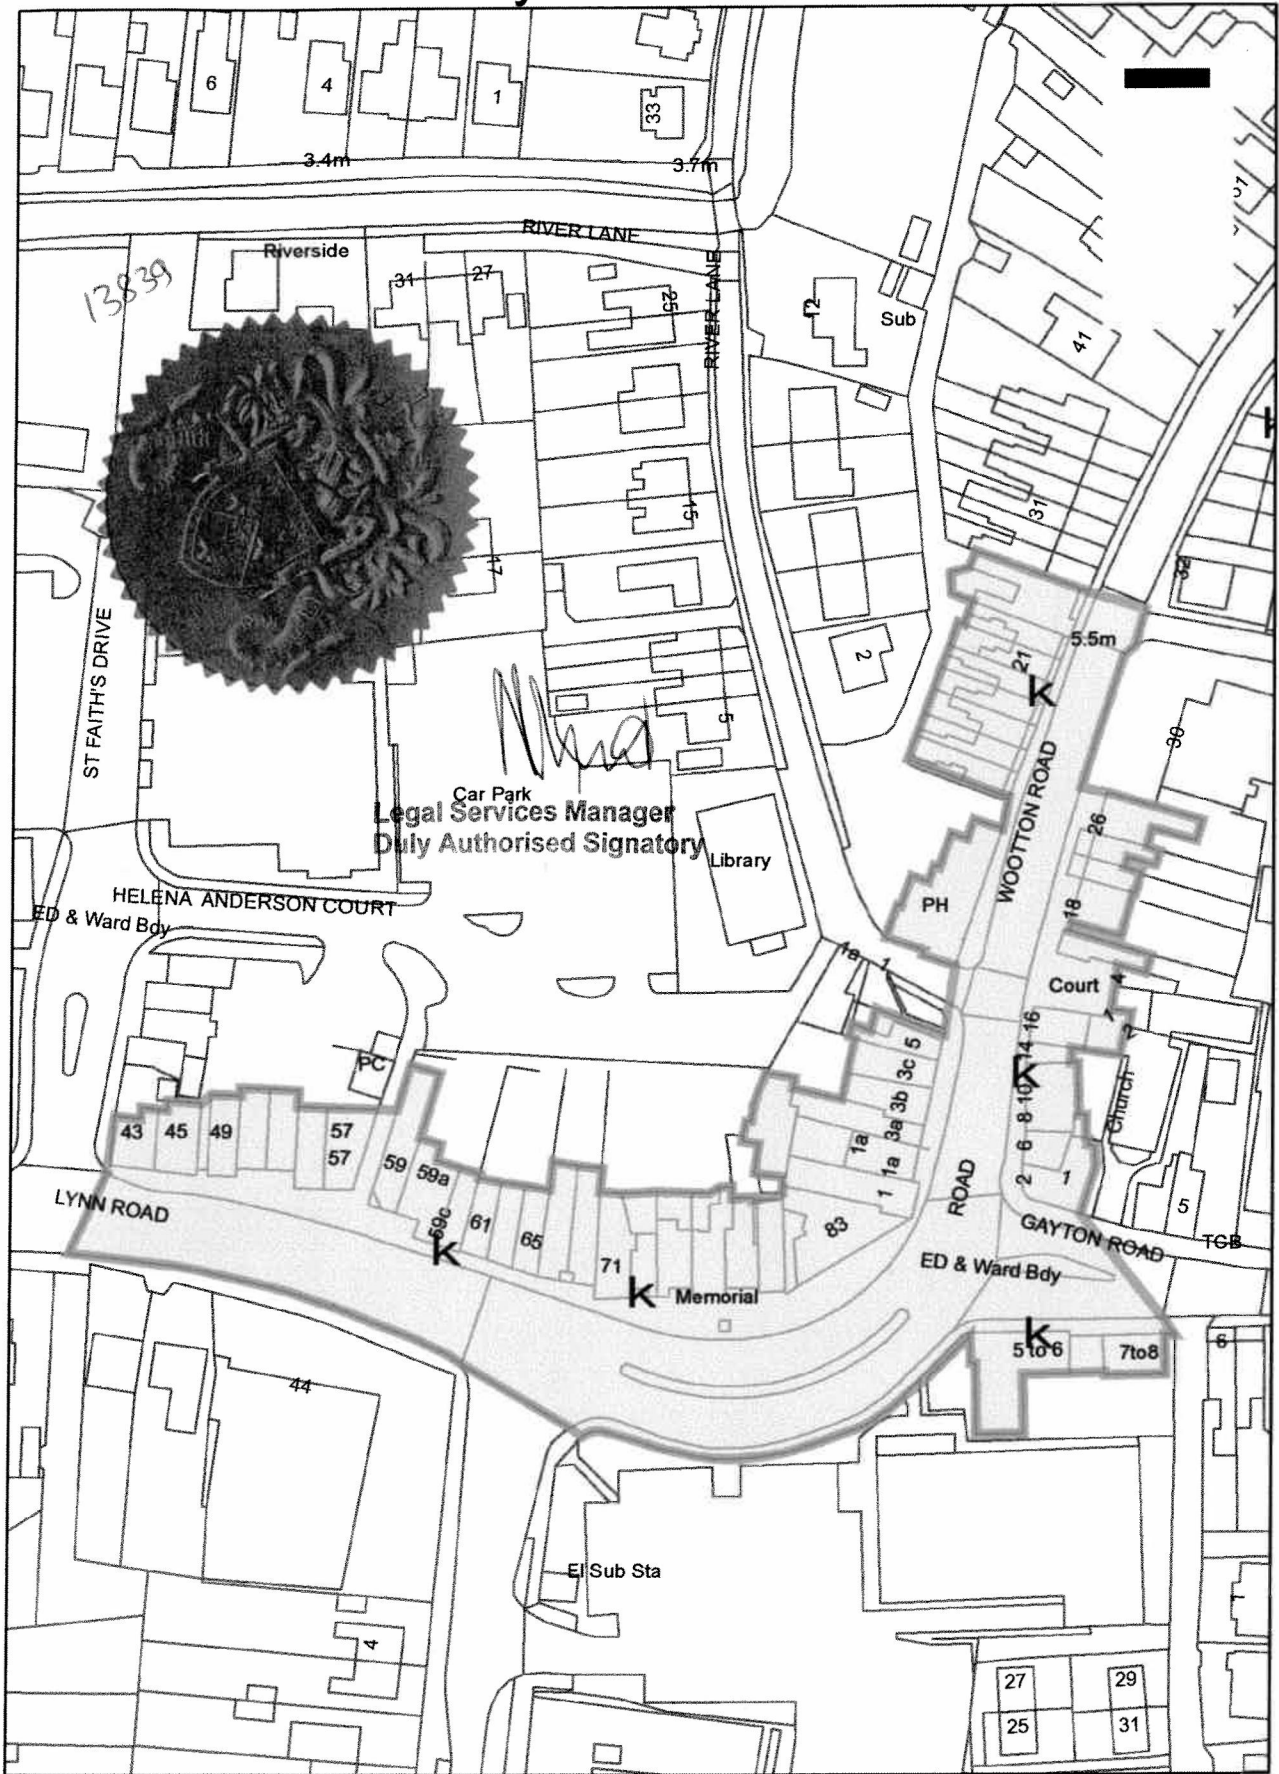 6
4
1
33
3.4m
3.7m
RIVER LANE
Riverside
13839
31
27
25
RIVER LANE
12
Sub
41
31
15
17
32
ST FAITH'S DRIVE
2
5
21
K
5.5m
30
WOOTTON ROAD
Car Park
Legal Services Manager
Duly Authorised Signatory
Library
26
18
PH
HELENA ANDERSON COURT
ED & Ward Bdy
1a
1
Court
4
1
2
16
14
K
10
8
6
2
1
Church
5
PC
5
3c
3b
3a
1a
1a
1
83
43
45
49
57
57
59
59a
59c
61
65
71
K
K
Memorial
LYNN ROAD
ROAD
GAYTON ROAD
TCB
ED & Ward Bdy
K
5 to 6
7to8
6
44
El Sub Sta
4
1
27
29
25
31